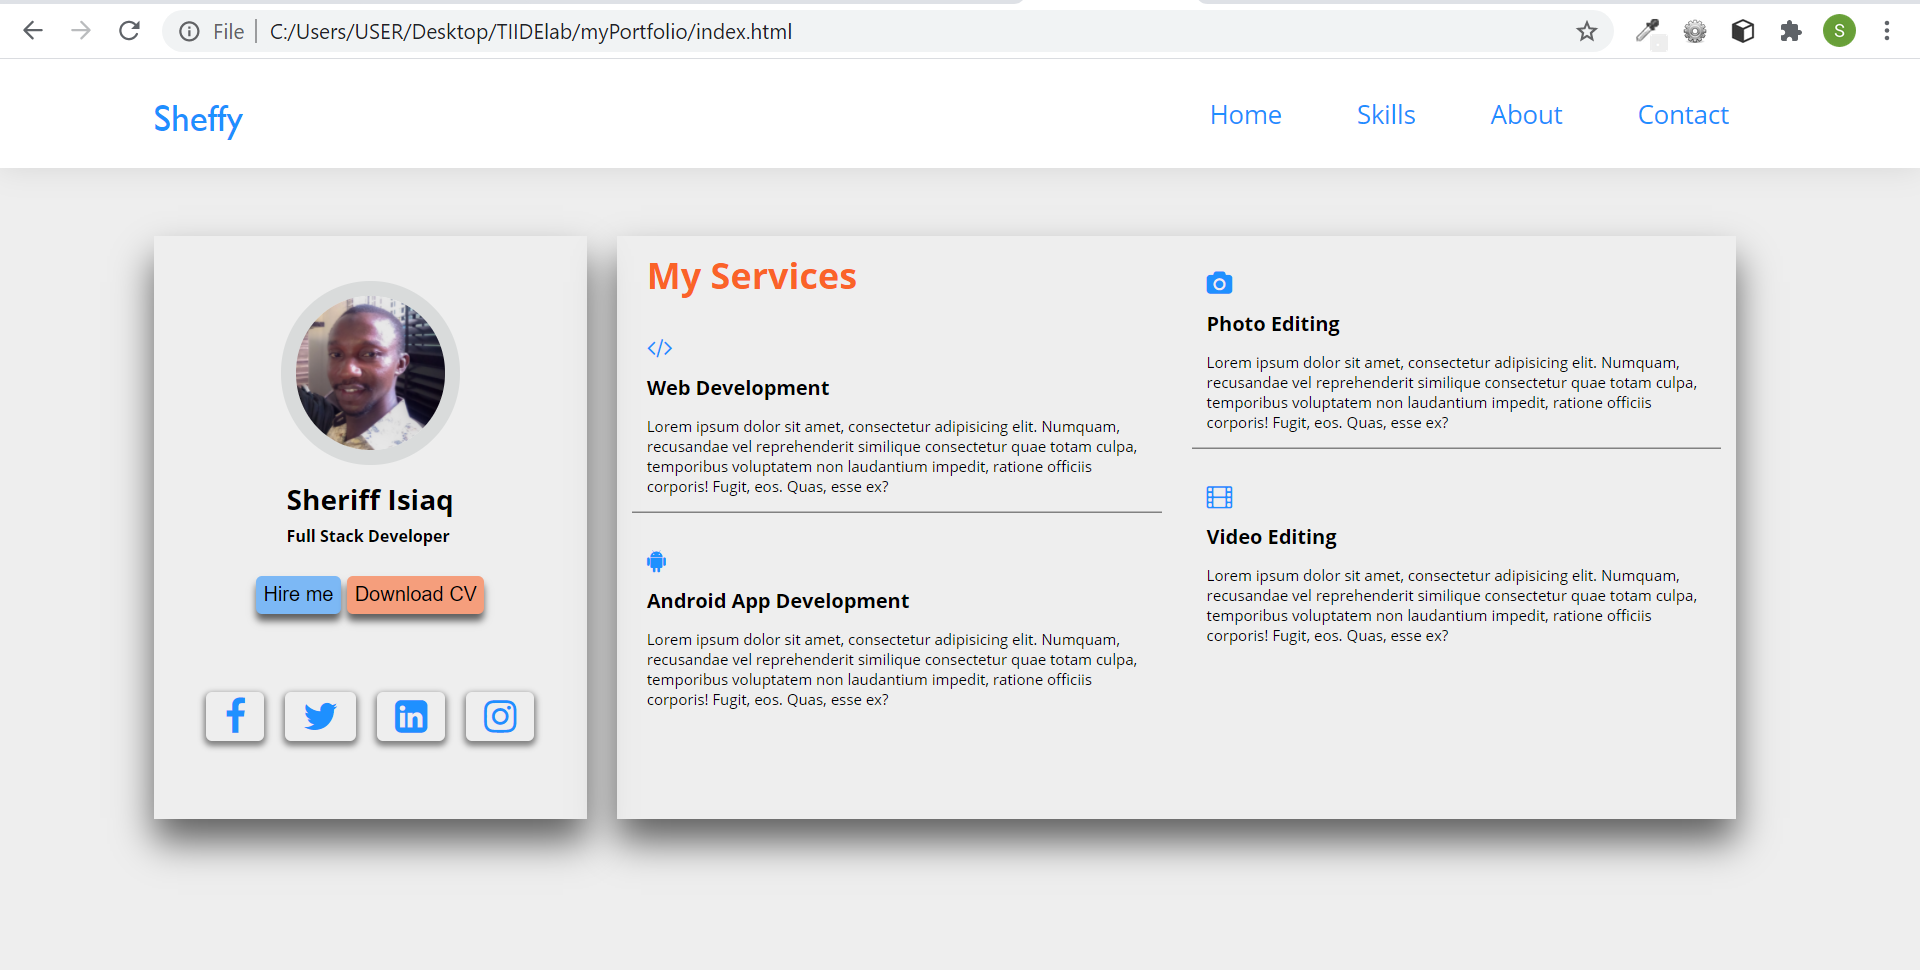 File
C:/Users/USER/Desktop/TIIDElab/myPortfolio/index.html
S
Sheffy
Home
Skills
About
Contact
Sheriff Isiaq
Full Stack Developer
Hire me
Download CV
My Services
Web Development
Lorem ipsum dolor sit amet, consectetur adipisicing elit. Numquam,
recusandae vel reprehenderit similique consectetur quae totam culpa,
temporibus voluptatem non laudantium impedit, ratione officiis
corporis! Fugit, eos. Quas, esse ex?
Android App Development
Lorem ipsum dolor sit amet, consectetur adipisicing elit. Numquam,
recusandae vel reprehenderit similique consectetur quae totam culpa,
temporibus voluptatem non laudantium impedit, ratione officiis
corporis! Fugit, eos. Quas, esse ex?
Photo Editing
Lorem ipsum dolor sit amet, consectetur adipisicing elit. Numquam,
recusandae vel reprehenderit similique consectetur quae totam culpa,
temporibus voluptatem non laudantium impedit, ratione officiis
corporis! Fugit, eos. Quas, esse ex?
Video Editing
Lorem ipsum dolor sit amet, consectetur adipisicing elit. Numquam,
recusandae vel reprehenderit similique consectetur quae totam culpa,
temporibus voluptatem non laudantium impedit, ratione officiis
corporis! Fugit, eos. Quas, esse ex?